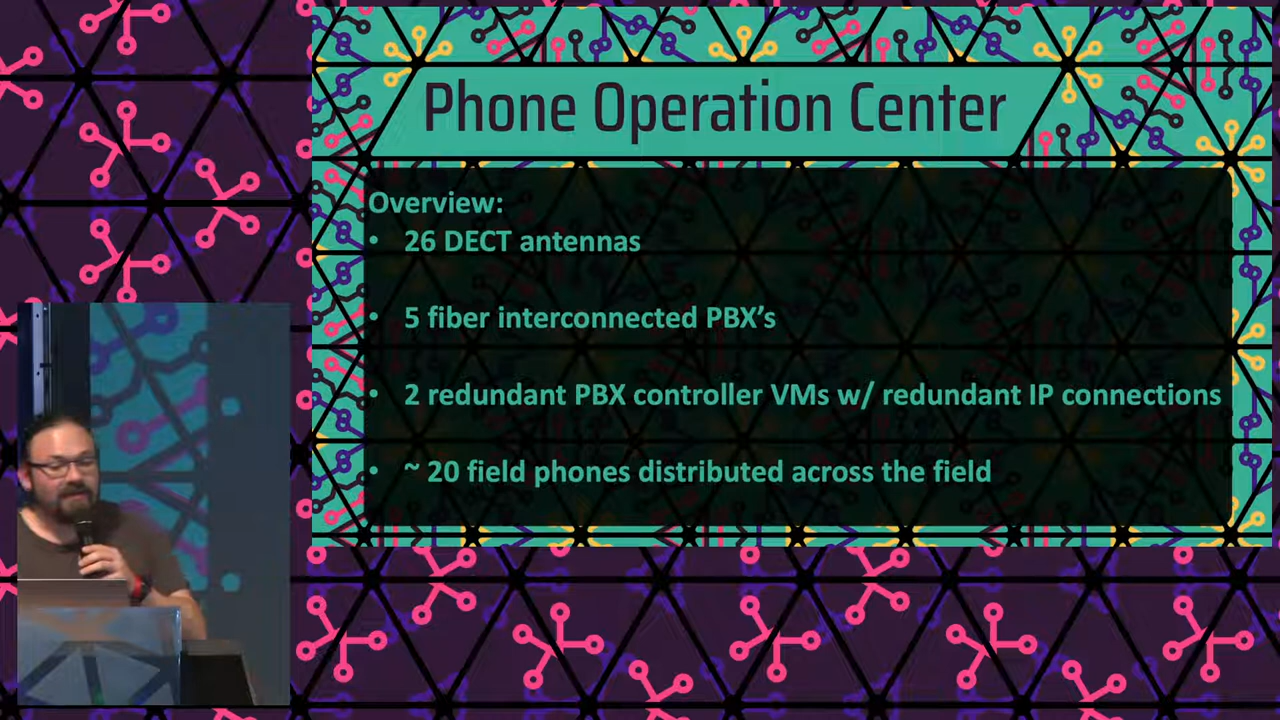 Phone Operation Center
Overview:
• 26 DECT antennas
• 5 fiber interconnected PBX’s
• 2 redundant PBX controller VMs w/ redundant IP connections
• ~ 20 field phones distributed across the field